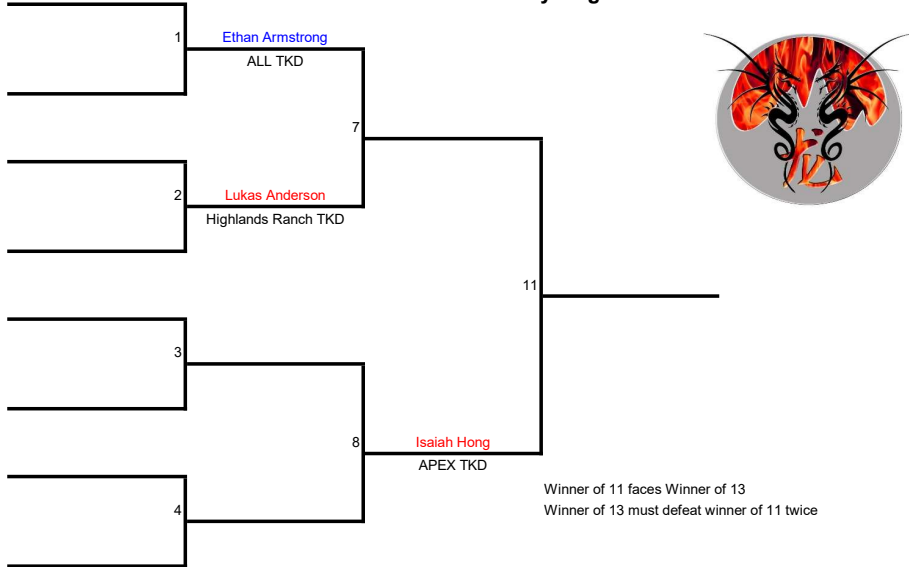 1
Ethan Armstrong
ALL TKD
7
2
Lukas Anderson
Highlands Ranch TKD
11
3
8
Isaiah Hong
APEX TKD
Winner of 11 faces Winner of 13
4
Winner of 13 must defeat winner of 11 twice